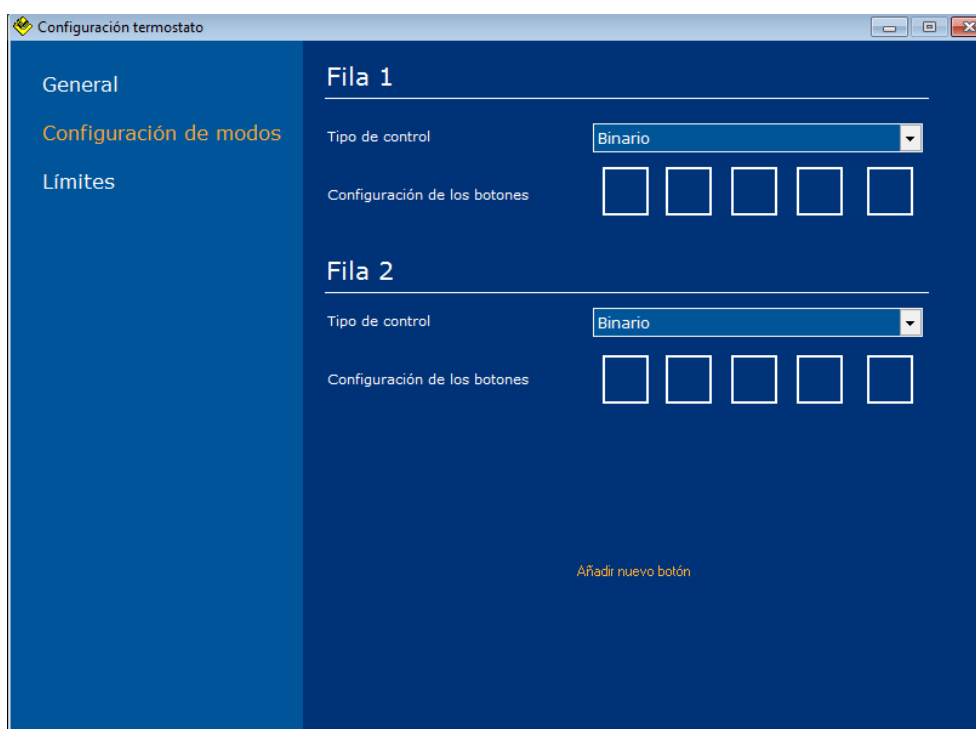 Configuración termostato
General
Configuración de modos
Límites
Fila 1
Tipo de control
Binario
Configuración de los botones
Fila 2
Tipo de control
Binario
Configuración de los botones
Añadir nuevo botón